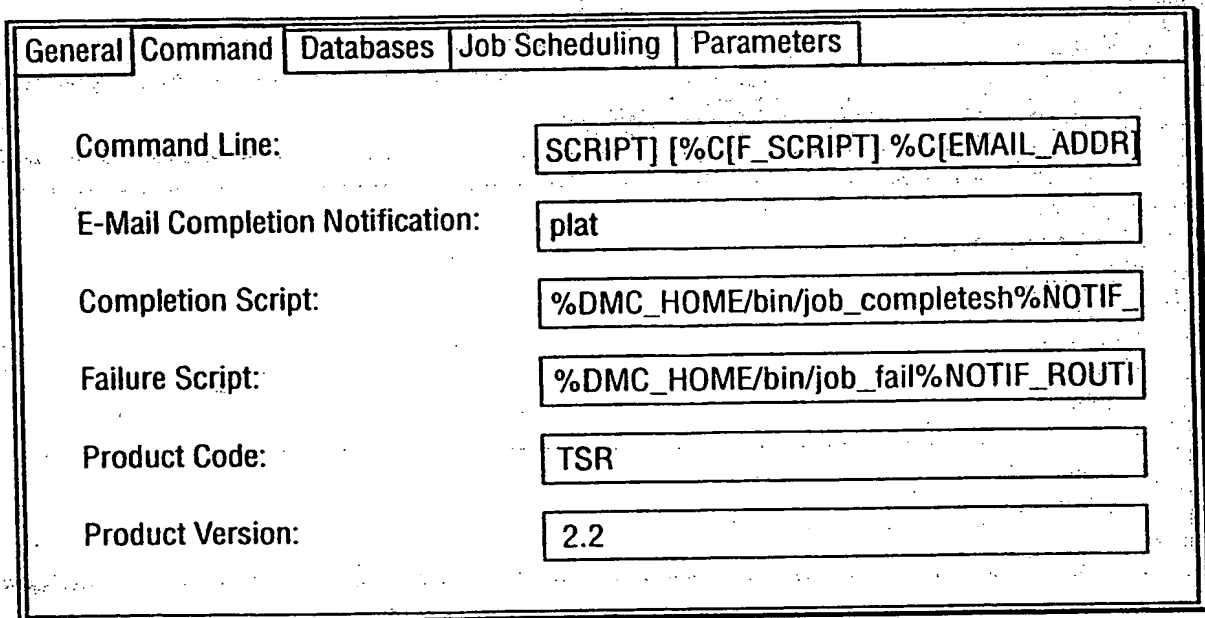 General Command Databases Job Scheduling Parameters
Command Line: SCRIPT] [%C[F_SCRIPT] %C[EMAIL_ADDR]
E-Mail Completion Notification: plat
Completion Script: %DMC_HOME/bin/job_completesh%NOTIF_
Failure Script: %DMC_HOME/bin/job_fail%NOTIF_ROUTI
Product Code: TSR
Product Version: 2.2